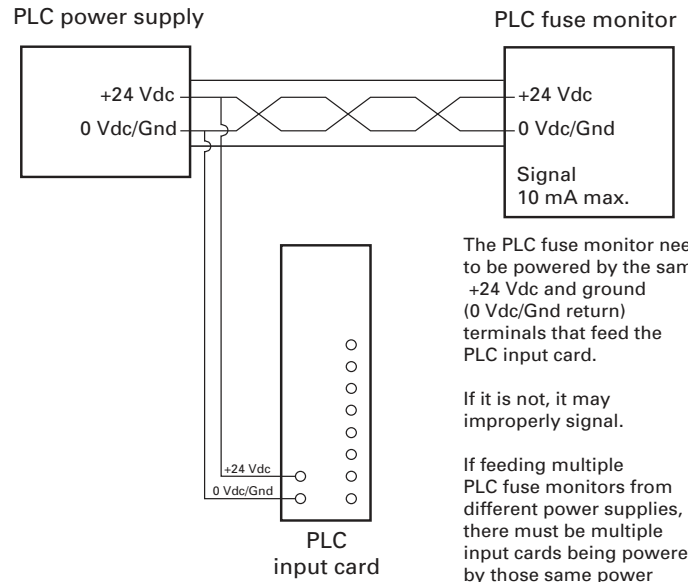 PLC power supply
PLC fuse monitor
+24 Vdc
0 Vdc/Gnd
+24 Vdc
0 Vdc/Gnd
Signal
10 mA max.
The PLC fuse monitor nee
to be powered by the sam
+24 Vdc and ground
(0 Vdc/Gnd return)
terminals that feed the
PLC input card.
If it is not, it may
improperly signal.
If feeding multiple
PLC fuse monitors from
different power supplies,
there must be multiple
input cards being powere
by those same power
+24 Vdc
0 Vdc/Gnd
PLC
input card